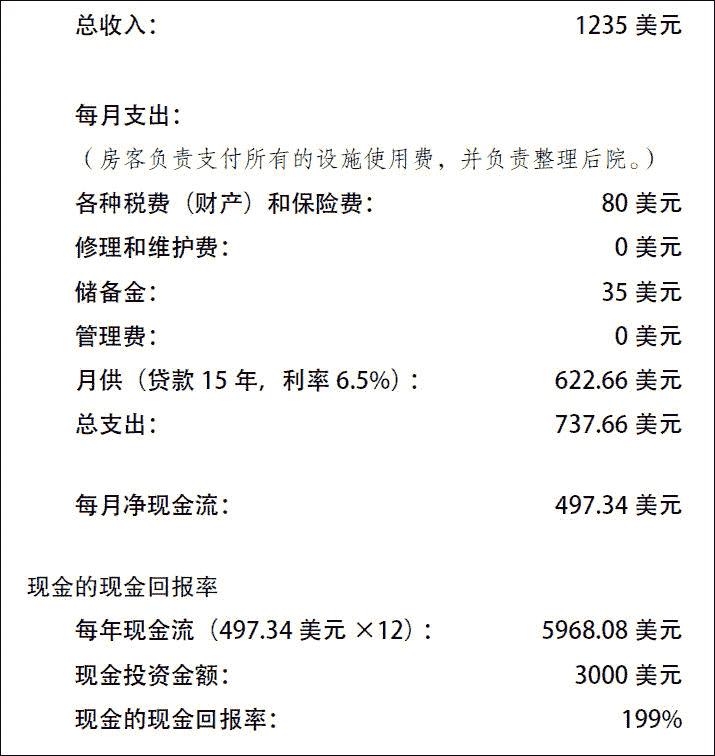 总收入： 1235 美元
每月支出：
（房客负责支付所有的设施使用费，并负责整理后院。）
各种税费（财产）和保险费： 80 美元
修理和维护费： 0 美元
储备金： 35 美元
管理费： 0 美元
月供（贷款 15 年，利率 6.5%）： 622.66 美元
总支出： 737.66 美元
每月净现金流： 497.34 美元
现金的现金回报率
每年现金流（497.34 美元 ×12）： 5968.08 美元
现金投资金额： 3000 美元
现金的现金回报率： 199%